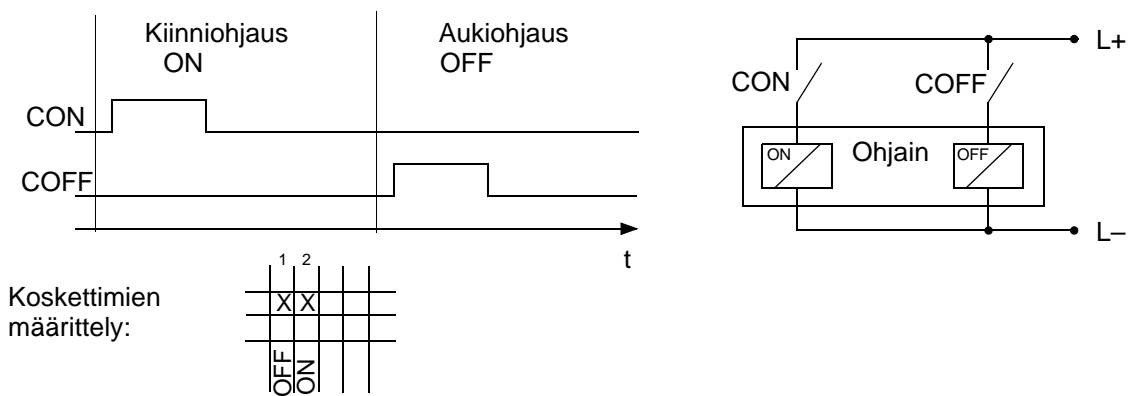 Kiinniohjaus
ON
Aukiohjaus
OFF
CON
COFF
t
L+
CON
COFF
ON
Ohjain
OFF
L–
Koskettimien
määrittely:
1 2
X X
OFF
ON